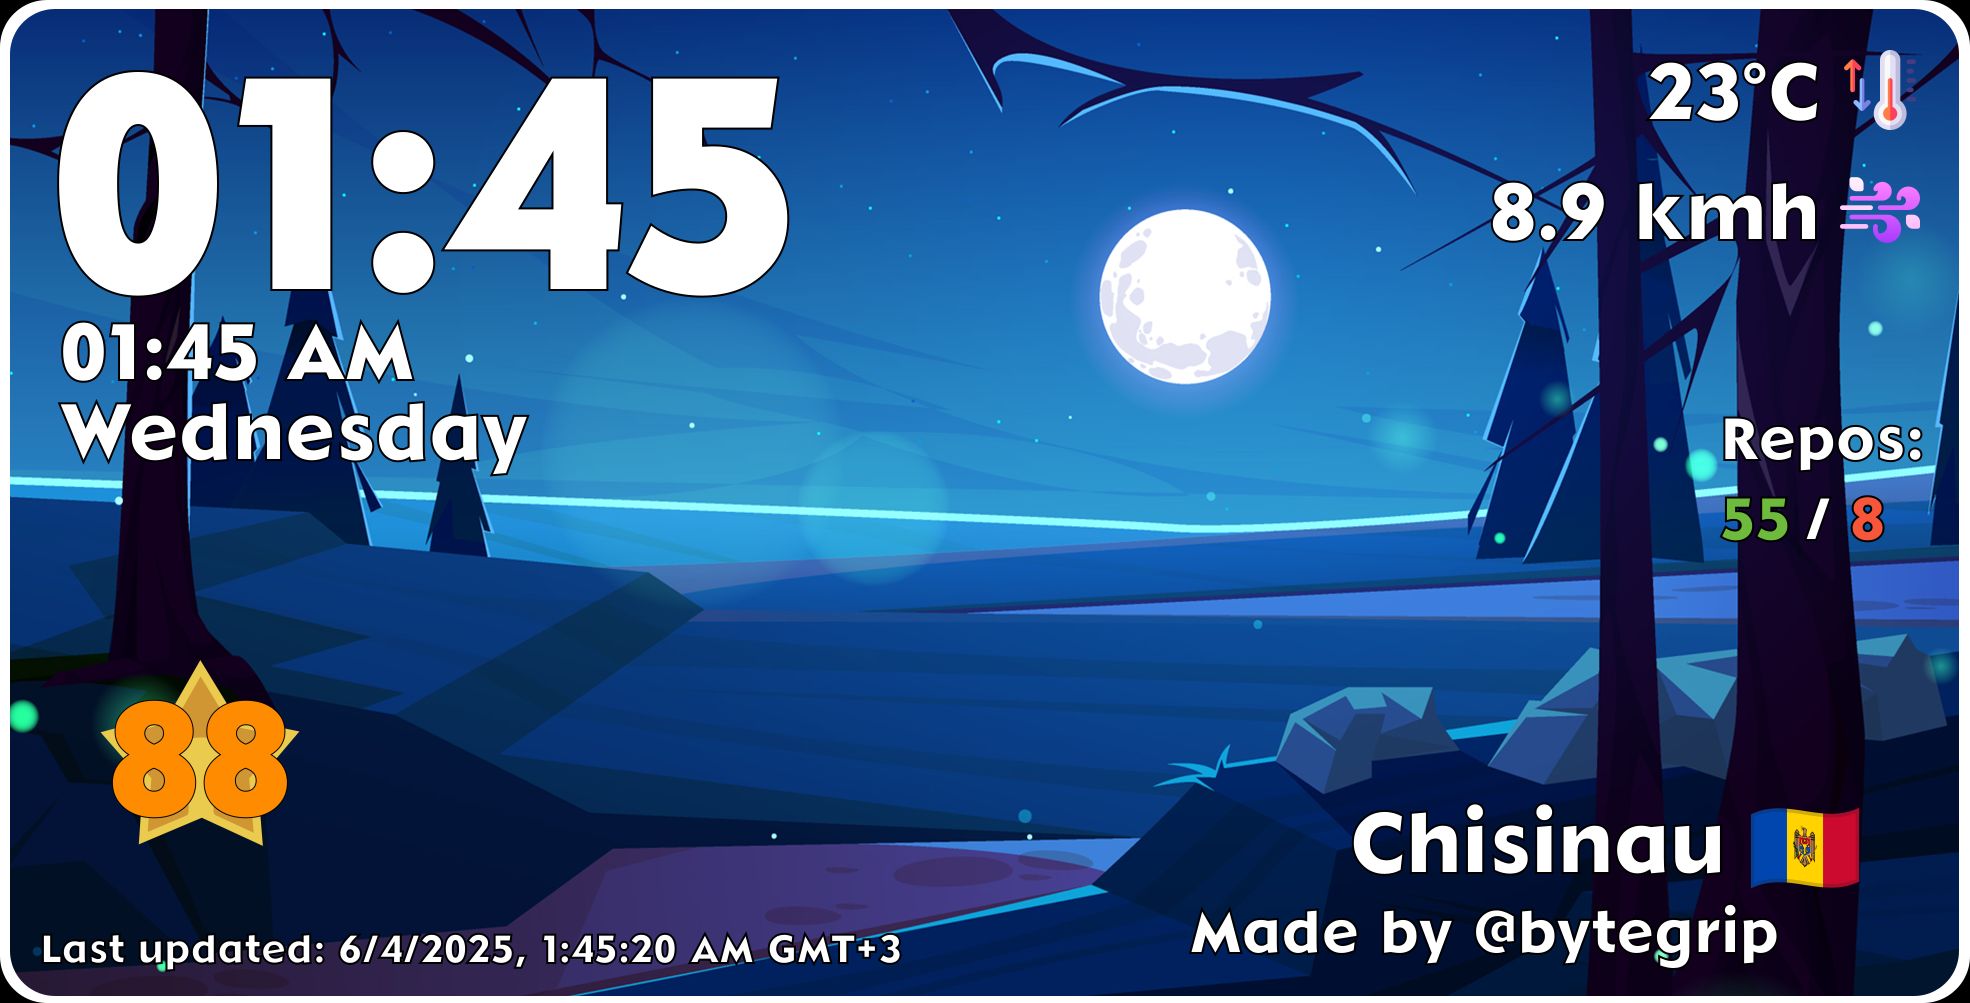 01:45
01:45 AM
Wednesday
23°C
8.9 kmh
Repos:
55 / 8
88
Chisinau
Made by @bytegrip
Last updated: 6/4/2025, 1:45:20 AM GMT+3